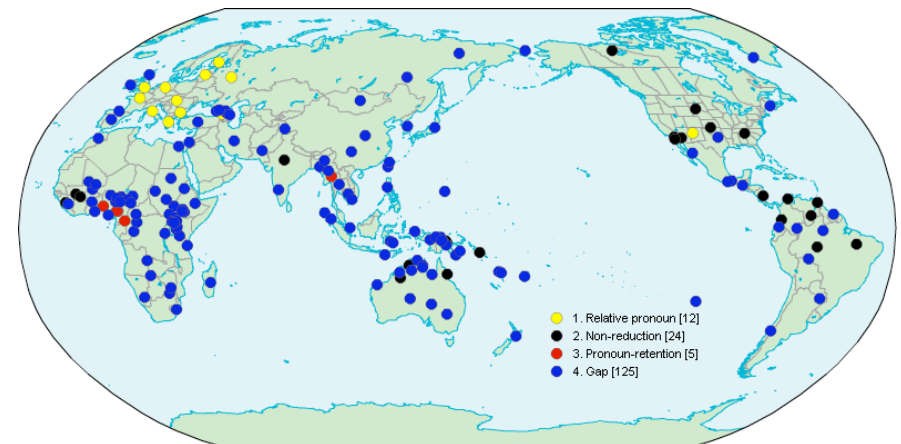 1. Relative pronoun [12]
2. Non-reduction [24]
3. Pronoun-retention [5]
4. Gap [125]